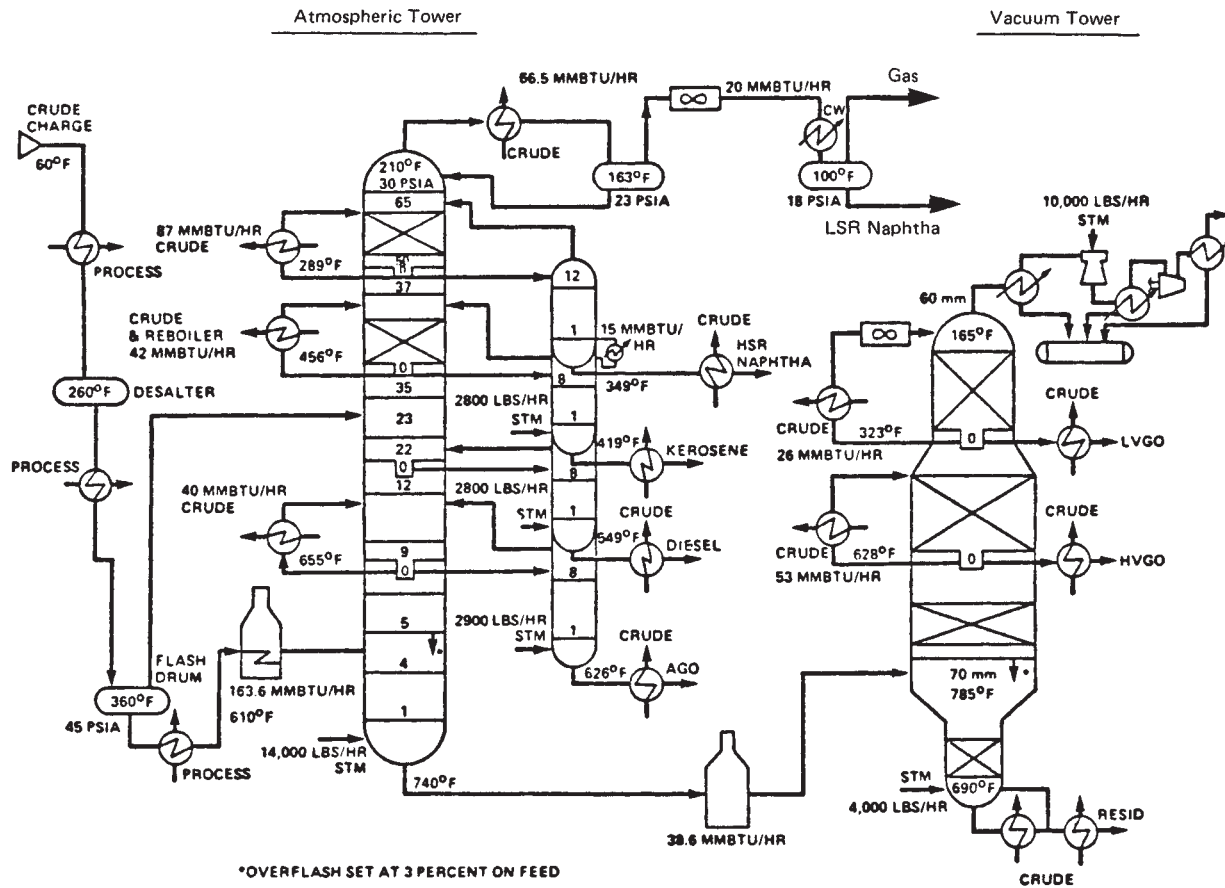 Atmospheric Tower
Vacuum Tower
66.5 MMBTU/HR
20 MMBTU/HR
Gas
CRUDE
CHARGE
60°F
CRUDE
CW
210°F
30 PSIA
163°F
23 PSIA
100°F
18 PSIA
LSR Naphtha
10,000 LBS/HR
STM
65
87 MMBTU/HR
CRUDE
PROCESS
289°F
37
12
60 mm
165°F
CRUDE
& REBOILER
42 MMBTU/HR
456°F
0
35
1
15 MMBTU/
HR
CRUDE
HSR
NAPHTHA
349°F
8
260°F
DESALTER
23
2800 LBS/HR
STM
1
419°F
KEROSENE
CRUDE
323°F
26 MMBTU/HR
0
CRUDE
LVGO
PROCESS
22
0
12
8
2800 LBS/HR
STM
1
CRUDE
549°F
DIESEL
40 MMBTU/HR
CRUDE
655°F
9
0
8
CRUDE
628°F
53 MMBTU/HR
0
CRUDE
HVGO
5
4
1
2900 LBS/HR
STM
1
CRUDE
626°F
AGO
FLASH
DRUM
360°F
45 PSIA
163.6 MMBTU/HR
610°F
PROCESS
14,000 LBS/HR
STM
740°F
38.6 MMBTU/HR
*
*
70 mm
785°F
STM
4,000 LBS/HR
690°F
RESID
CRUDE
*OVERFLASH SET AT 3 PERCENT ON FEED